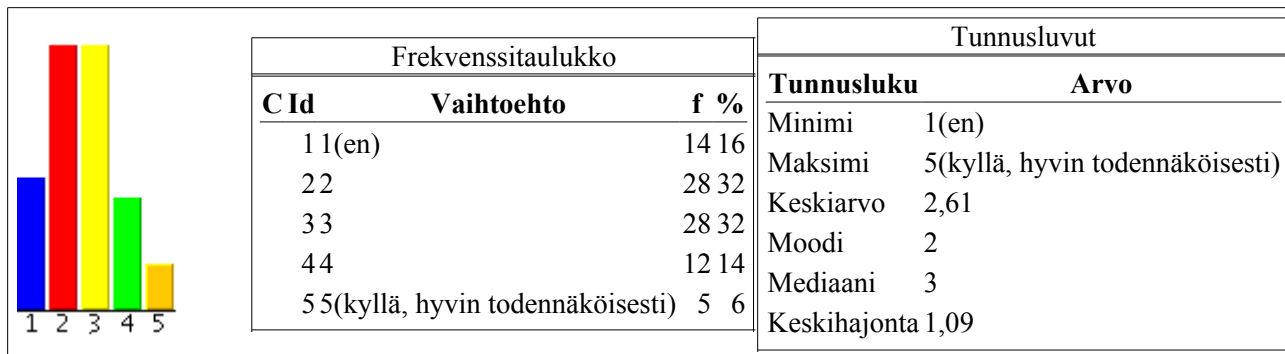 1 2 3 4 5
Frekvenssitaulukko
C Id Vaihtoehto f %
1 1(en) 14 16
2 2 28 32
3 3 28 32
4 4 12 14
5 5(kyllä, hyvin todennäköisesti) 5 6
Tunnusluvut
Tunnusluku Arvo
Minimi 1(en)
Maksimi 5(kyllä, hyvin todennäköisesti)
Keskiarvo 2,61
Moodi 2
Mediaani 3
Keskihajonta 1,09